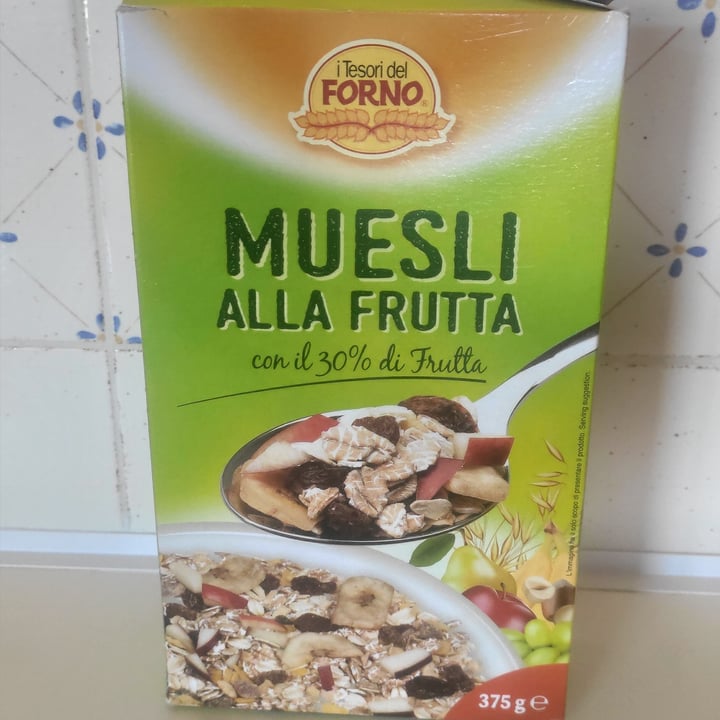 i Tesori del
FORNO®
MUESLI
ALLA FRUTTA
con il 30% di Frutta
L'immagine ha il solo scopo di presentare il prodotto. Serving suggestion.
375 g ℮